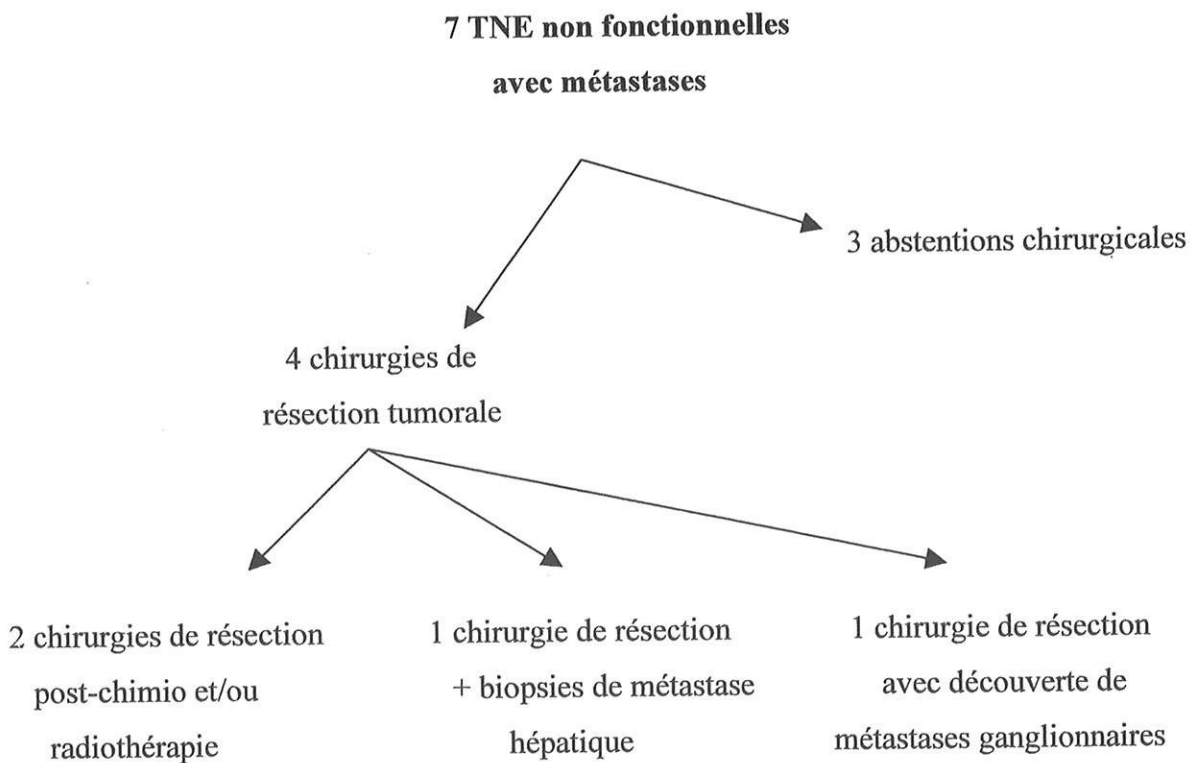 7 TNE non fonctionnelles
avec métastases
3 abstentions chirurgicales
4 chirurgies de
résection tumorale
2 chirurgies de résection
post-chimio et/ou
radiothérapie
1 chirurgie de résection
+ biopsies de métastase
hépatique
1 chirurgie de résection
avec découverte de
métastases ganglionnaires